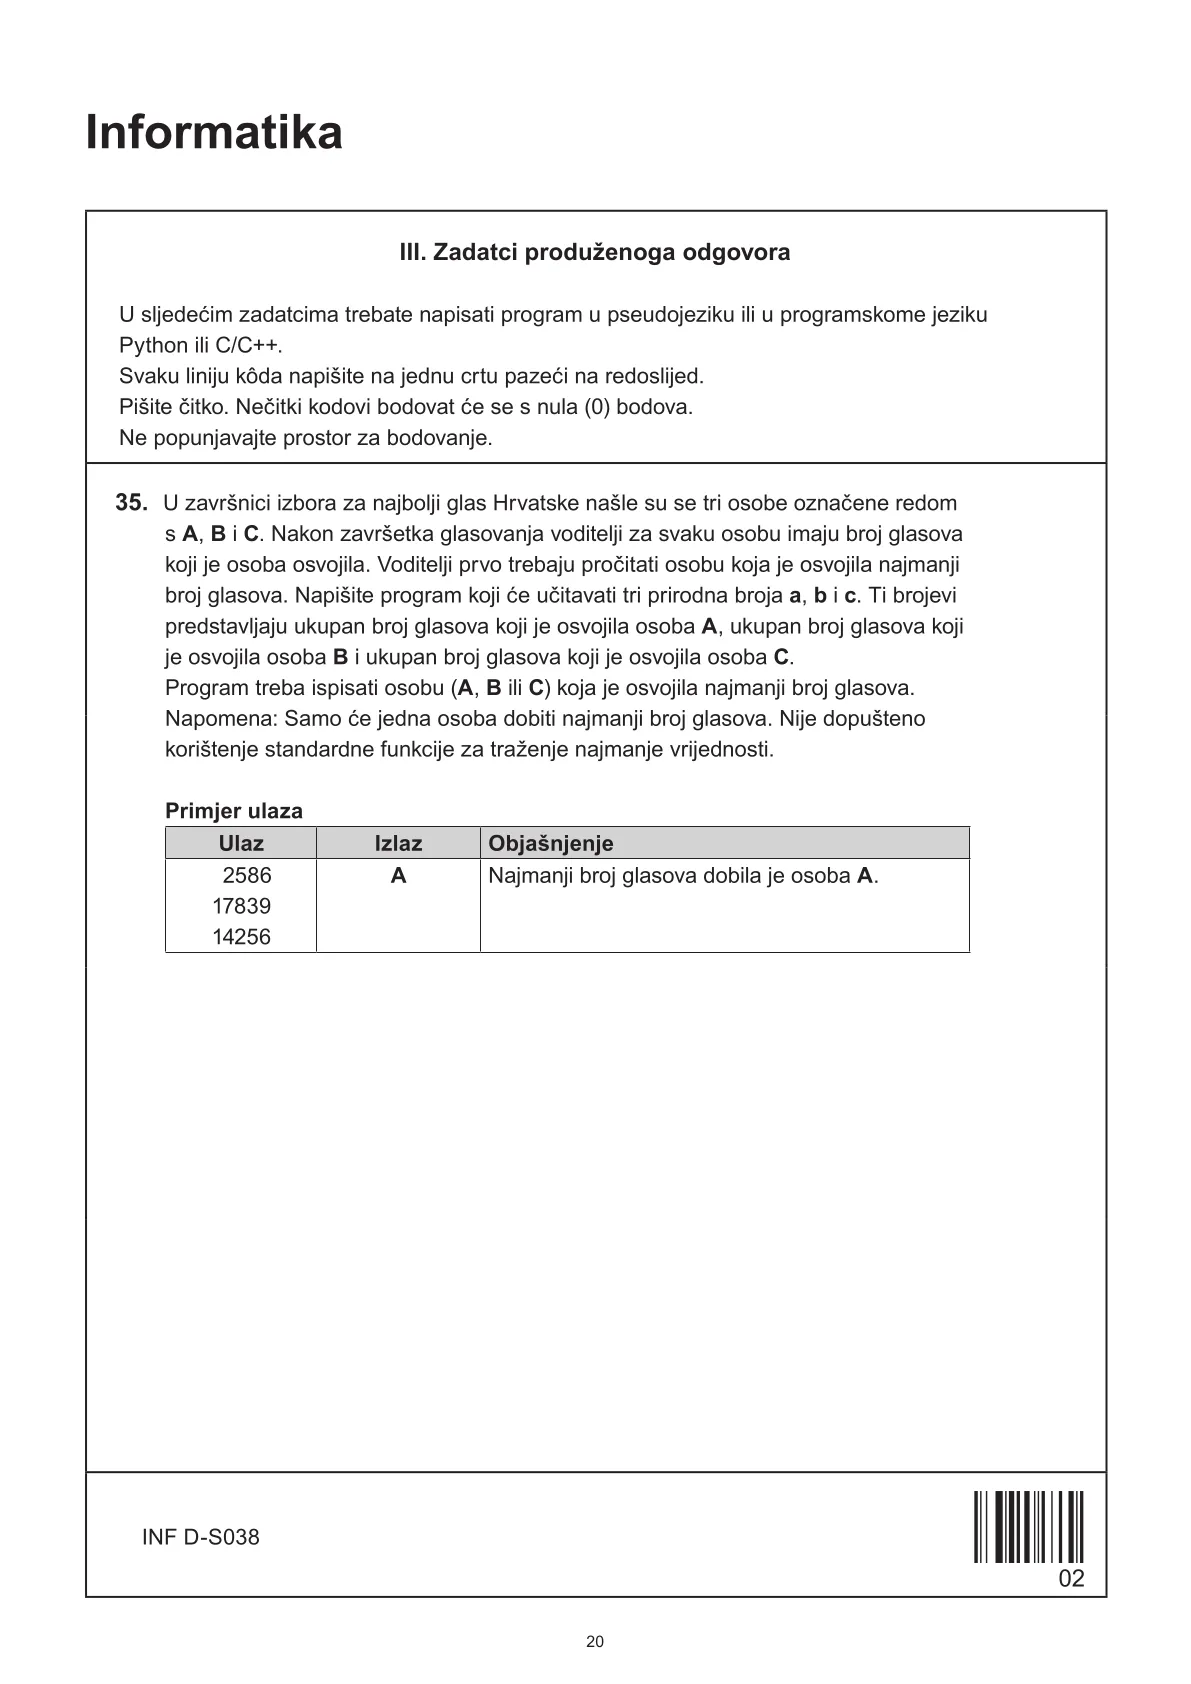 Informatika
III. Zadatci produženoga odgovora
U sljedećim zadatcima trebate napisati program u pseudojeziku ili u programskome jeziku
Python ili C/C++.
Svaku liniju kôda napišite na jednu crtu pazeći na redoslijed.
Pišite čitko. Nečitki kodovi bodovat će se s nula (0) bodova.
Ne popunjavajte prostor za bodovanje.
35. U završnici izbora za najbolji glas Hrvatske našle su se tri osobe označene redom
s A, B i C. Nakon završetka glasovanja voditelji za svaku osobu imaju broj glasova
koji je osoba osvojila. Voditelji prvo trebaju pročitati osobu koja je osvojila najmanji
broj glasova. Napišite program koji će učitavati tri prirodna broja a, b i c. Ti brojevi
predstavljaju ukupan broj glasova koji je osvojila osoba A, ukupan broj glasova koji
je osvojila osoba B i ukupan broj glasova koji je osvojila osoba C.
Program treba ispisati osobu (A, B ili C) koja je osvojila najmanji broj glasova.
Napomena: Samo će jedna osoba dobiti najmanji broj glasova. Nije dopušteno
korištenje standardne funkcije za traženje najmanje vrijednosti.
Primjer ulaza
Ulaz Izlaz Objašnjenje
2586 A Najmanji broj glasova dobila je osoba A.
17839
14256
INF D-S038
02
20